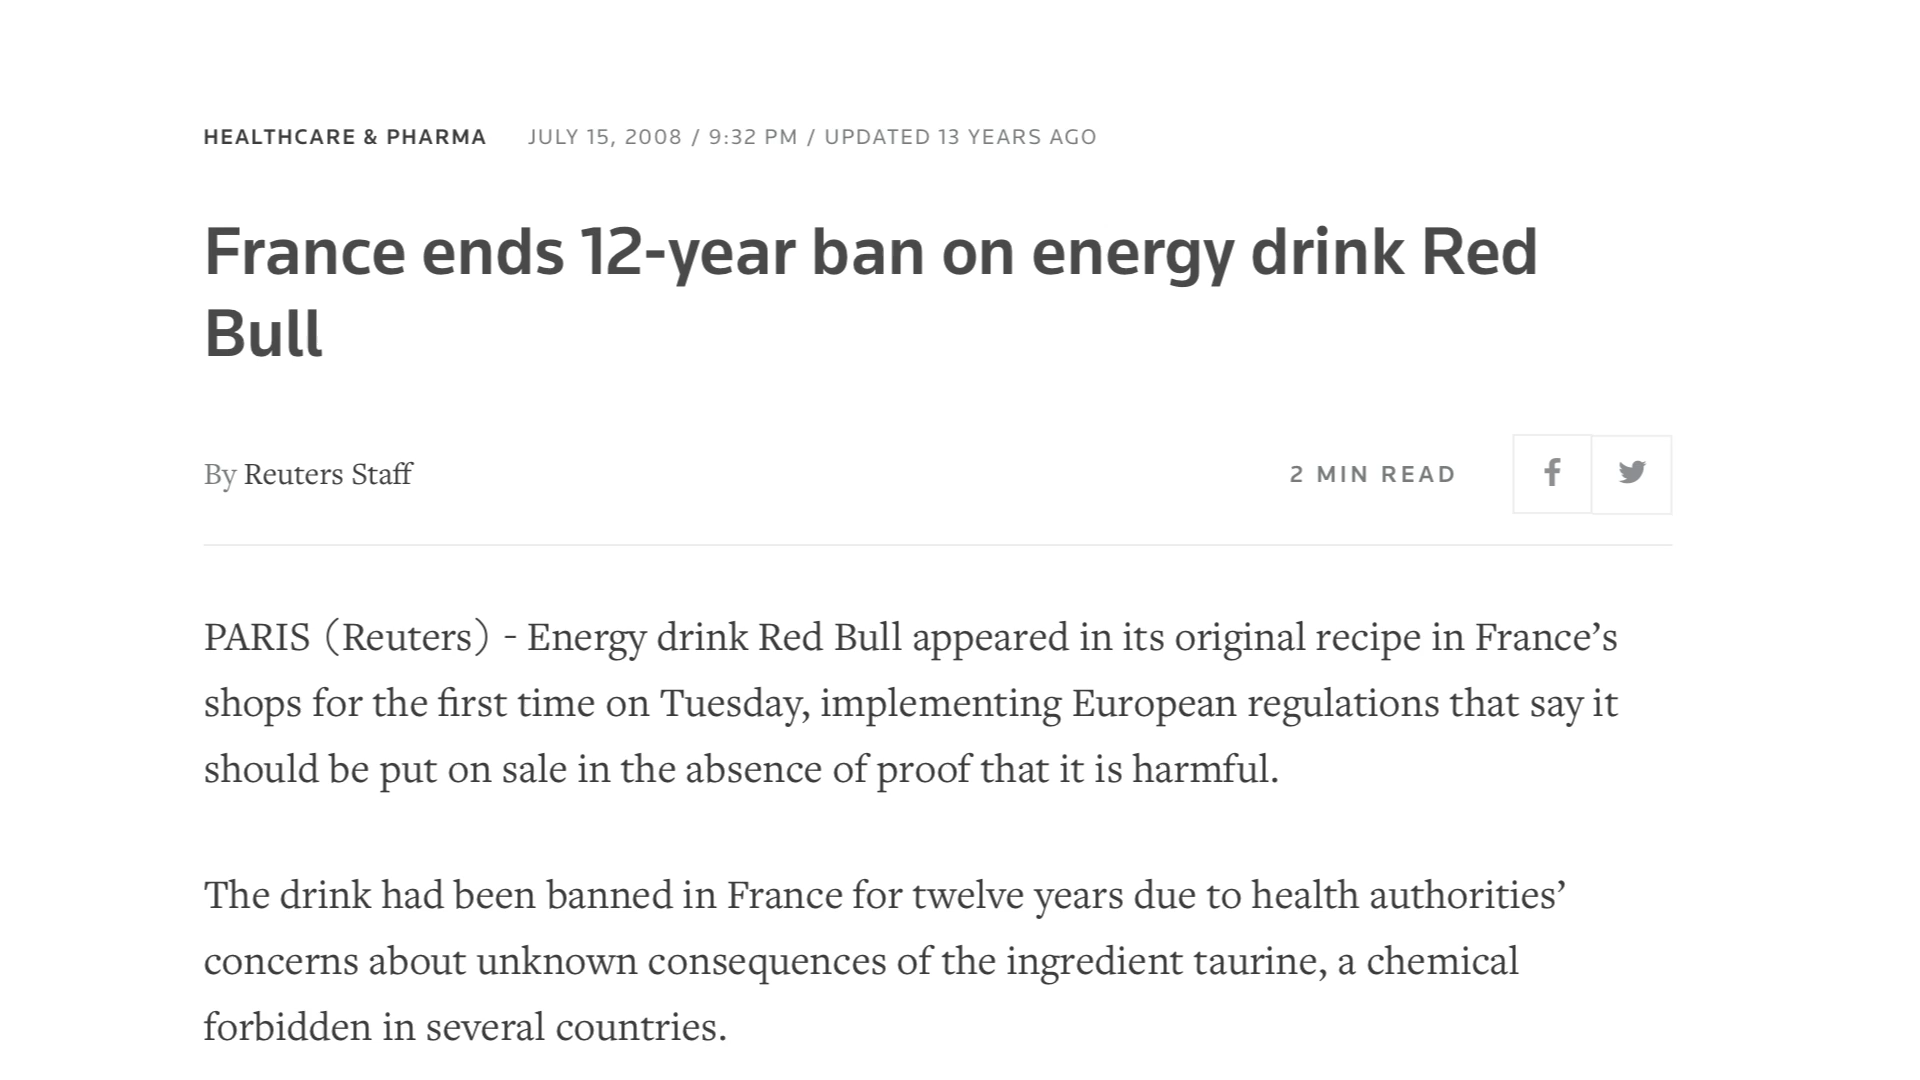 HEALTHCARE & PHARMA JULY 15, 2008 / 9:32 PM / UPDATED 13 YEARS AGO
France ends 12-year ban on energy drink Red
Bull
By Reuters Staff 2 MIN READ
PARIS (Reuters) - Energy drink Red Bull appeared in its original recipe in France’s
shops for the first time on Tuesday, implementing European regulations that say it
should be put on sale in the absence of proof that it is harmful.
The drink had been banned in France for twelve years due to health authorities’
concerns about unknown consequences of the ingredient taurine, a chemical
forbidden in several countries.